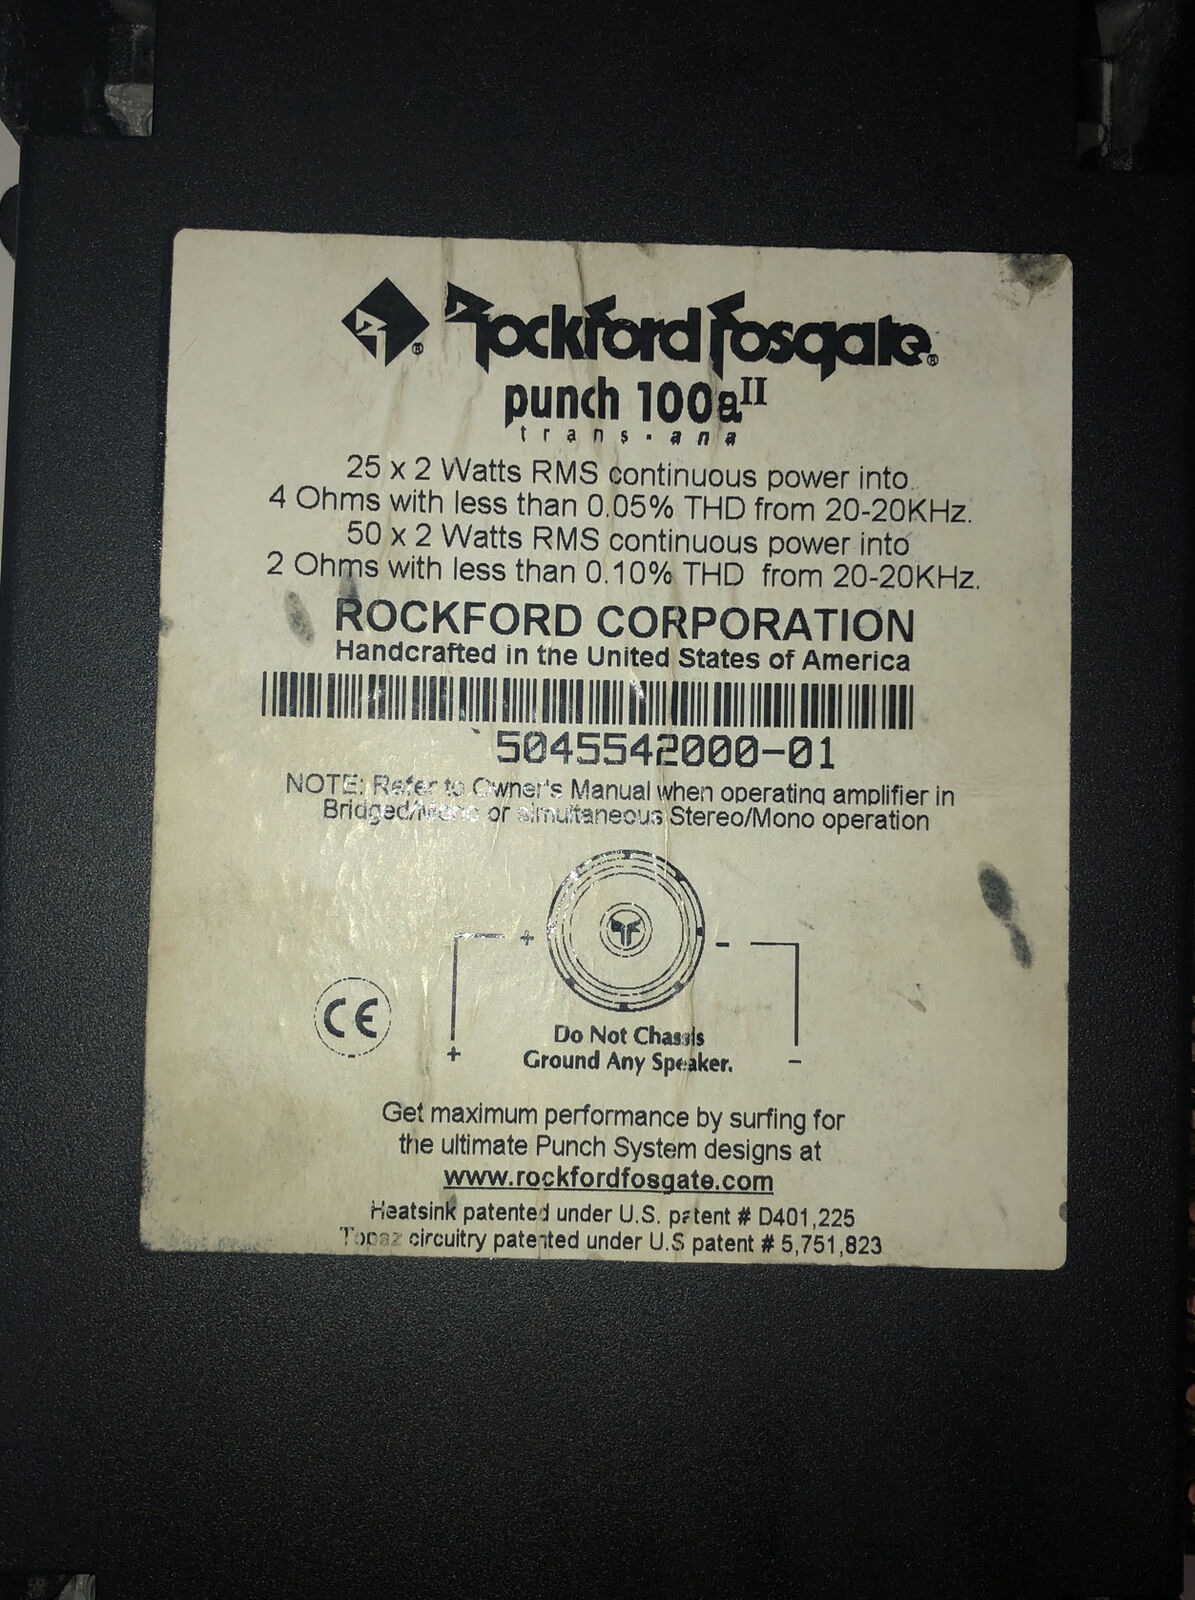 Rockford Fosgate®
punch 100aII
trans·ana
25 x 2 Watts RMS continuous power into
4 Ohms with less than 0.05% THD from 20-20KHz.
50 x 2 Watts RMS continuous power into
2 Ohms with less than 0.10% THD from 20-20KHz.
ROCKFORD CORPORATION
Handcrafted in the United States of America
5045542000-01
NOTE: Refer to Owner's Manual when operating amplifier in
Bridged/Mono or simultaneous Stereo/Mono operation
+ -
CE
Do Not Chassis
Ground Any Speaker.
+ -
Get maximum performance by surfing for
the ultimate Punch System designs at
www.rockfordfosgate.com
Heatsink patented under U.S. patent # D401,225
Topaz circuitry patented under U.S patent # 5,751,823